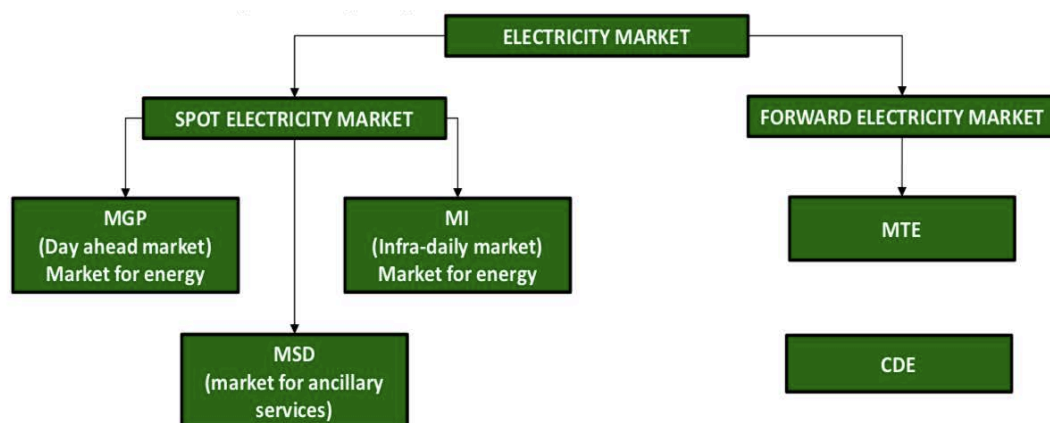 ELECTRICITY MARKET
SPOT ELECTRICITY MARKET
FORWARD ELECTRICITY MARKET
MGP
(Day ahead market)
Market for energy
MI
(Infra-daily market)
Market for energy
MTE
MSD
(market for ancillary
services)
CDE